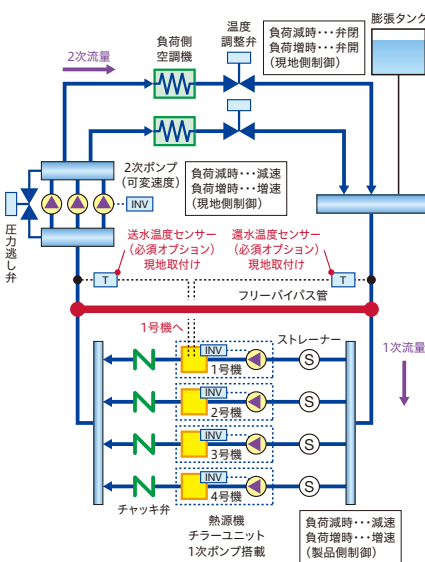 2次流量
負荷側
空調機
温度
調整弁
負荷減時･･･弁閉
負荷増時･･･弁開
(現地側制御)
膨張タンク
2次ポンプ
(可変速度)
INV
負荷減時･･･減速
負荷増時･･･増速
(現地側制御)
圧力逃し弁
送水温度センサー
(必須オプション)
現地取付け
還水温度センサー
(必須オプション)
現地取付け
T
T
フリーバイパス管
1号機へ
ストレーナー
1次流量
INV
1号機
S
INV
2号機
S
INV
3号機
S
INV
4号機
S
チャッキ弁
熱源機
チラーユニット
1次ポンプ搭載
負荷減時･･･減速
負荷増時･･･増速
(製品側制御)